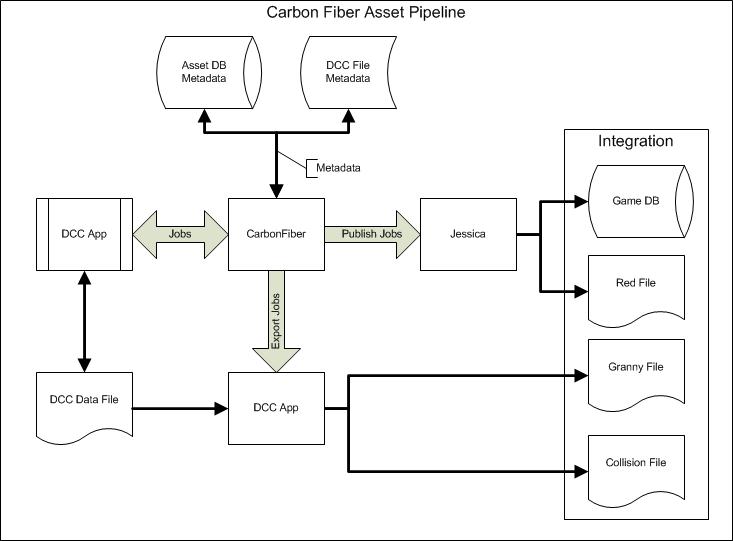 Carbon Fiber Asset Pipeline
Asset DB
Metadata
DCC File
Metadata
Metadata
Integration
DCC App
Jobs
CarbonFiber
Publish Jobs
Jessica
Game DB
Red File
Export Jobs
Granny File
DCC Data File
DCC App
Collision File